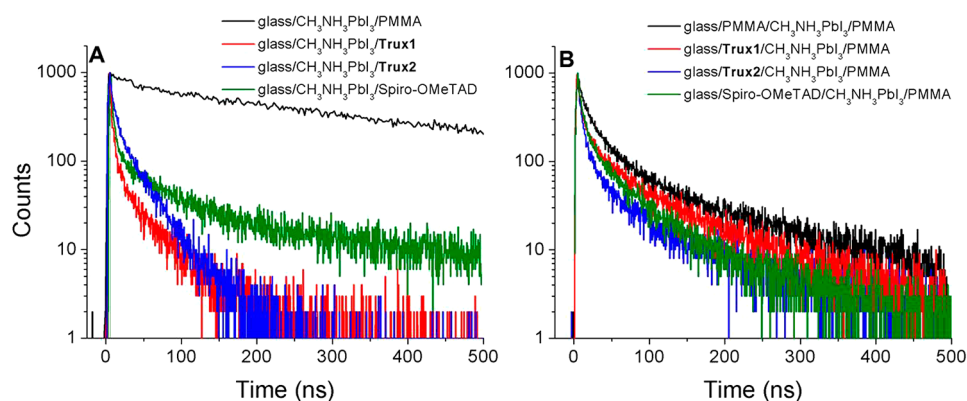 A
glass/CH₃NH₃PbI₃/PMMA
glass/CH₃NH₃PbI₃/Trux1
glass/CH₃NH₃PbI₃/Trux2
glass/CH₃NH₃PbI₃/Spiro-OMeTAD
1000
100
10
1
Counts
0
100
200
300
400
500
Time (ns)
B
glass/PMMA/CH₃NH₃PbI₃/PMMA
glass/Trux1/CH₃NH₃PbI₃/PMMA
glass/Trux2/CH₃NH₃PbI₃/PMMA
glass/Spiro-OMeTAD/CH₃NH₃PbI₃/PMMA
1000
100
10
1
0
100
200
300
400
500
Time (ns)